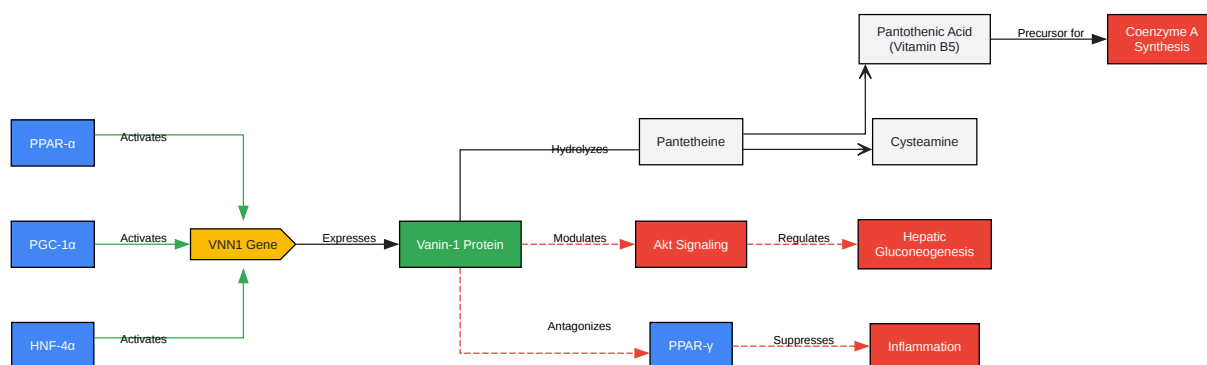 Pantothenic Acid
(Vitamin B5)
Precursor for
Coenzyme A
Synthesis
PPAR-α
Activates
Hydrolyzes
Pantetheine
Cysteamine
PGC-1α
Activates
VNN1 Gene
Expresses
Vanin-1 Protein
Modulates
Akt Signaling
Regulates
Hepatic
Gluconeogenesis
HNF-4α
Activates
Antagonizes
PPAR-γ
Suppresses
Inflammation